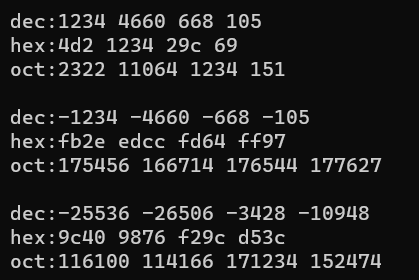 dec:1234 4660 668 105
hex:4d2 1234 29c 69
oct:2322 11064 1234 151
dec:-1234 -4660 -668 -105
hex:fb2e edcc fd64 ff97
oct:175456 166714 176544 177627
dec:-25536 -26506 -3428 -10948
hex:9c40 9876 f29c d53c
oct:116100 114166 171234 152474